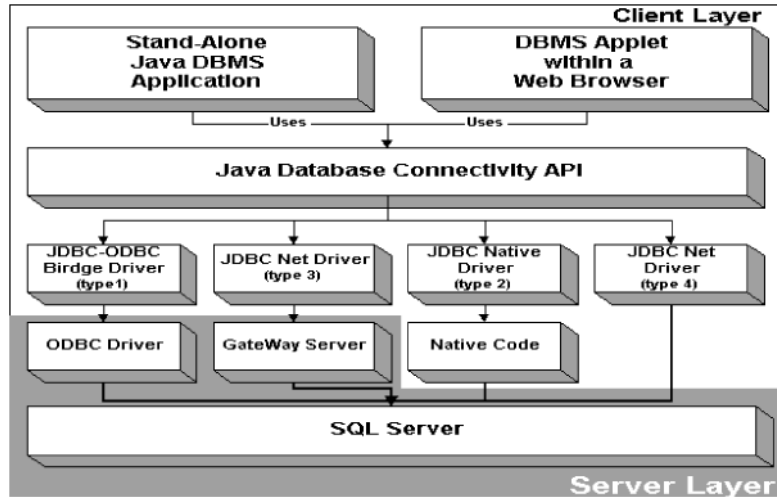 Client Layer
Stand-Alone
Java DBMS
Application
DBMS Applet
within a
Web Browser
Uses
Uses
Java Database Connectivity API
JDBC-ODBC
Birdge Driver
(type1)
JDBC Net Driver
(type 3)
JDBC Native
Driver
(type 2)
JDBC Net
Driver
(type 4)
ODBC Driver
GateWay Server
Native Code
SQL Server
Server Layer